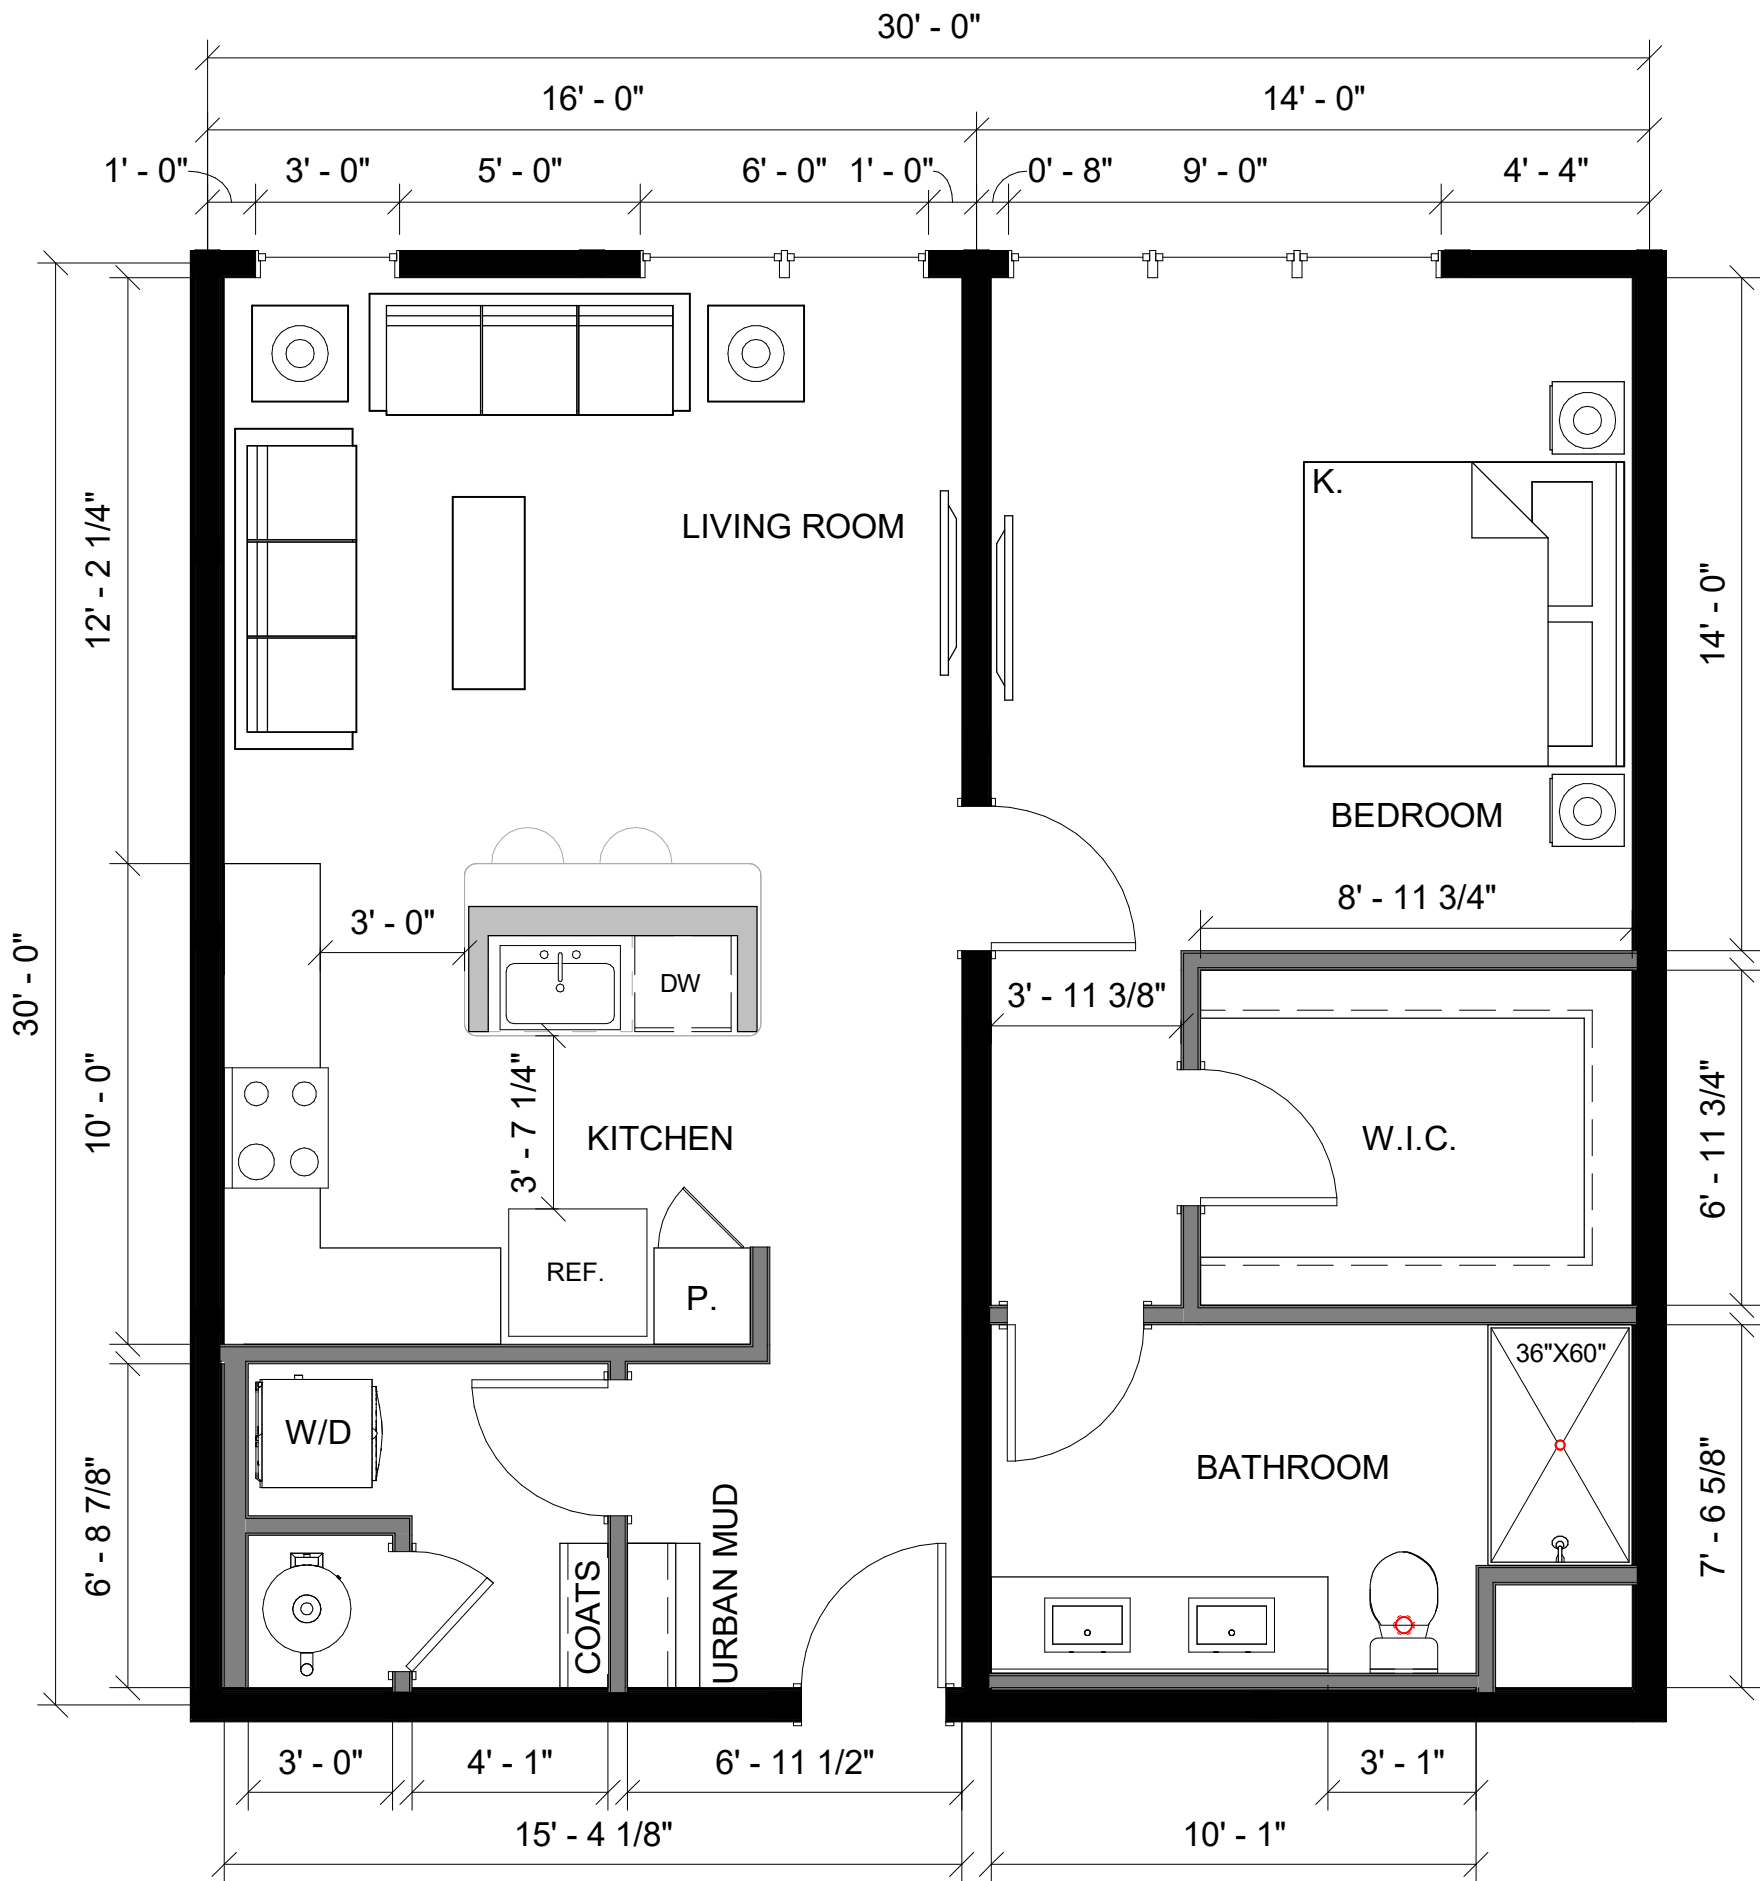 30' - 0"
16' - 0"
14' - 0"
1' - 0"
3' - 0"
5' - 0"
6' - 0"
1' - 0"
0' - 8"
9' - 0"
4' - 4"
K.
LIVING ROOM
12' - 2 1/4"
14' - 0"
BEDROOM
8' - 11 3/4"
3' - 0"
30' - 0"
DW
3' - 11 3/8"
10' - 0"
3' - 7 1/4"
KITCHEN
W.I.C.
6' - 11 3/4"
REF.
P.
36"X60"
W/D
BATHROOM
6' - 8 7/8"
7' - 6 5/8"
COATS
URBAN MUD
3' - 0"
4' - 1"
6' - 11 1/2"
3' - 1"
15' - 4 1/8"
10' - 1"